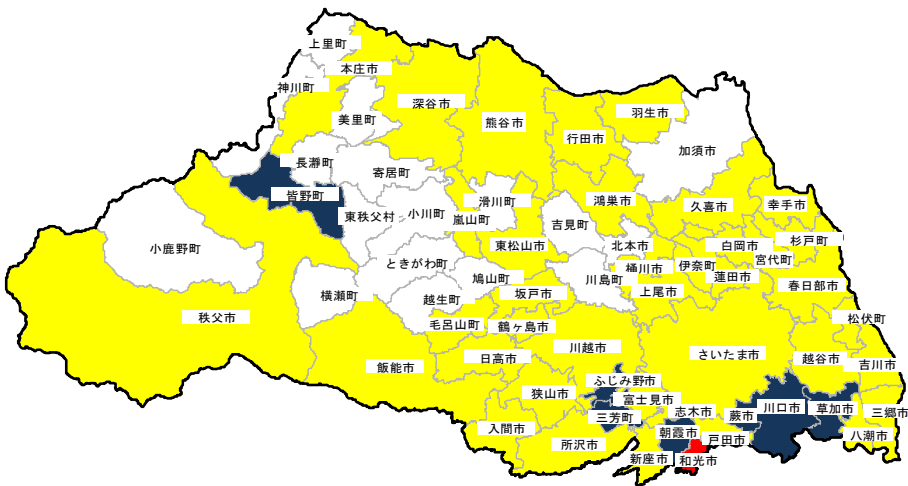 上里町
本庄市
神川町
深谷市
羽生市
美里町
熊谷市
行田市
加須市
長瀞町
寄居町
皆野町
滑川町
鴻巣市
久喜市
幸手市
東秩父村
小川町
嵐山町
吉見町
小鹿野町
東松山市
北本市
白岡市
杉戸町
ときがわ町
桶川市
伊奈町
宮代町
鳩山町
川島町
蓮田市
横瀬町
越生町
坂戸市
上尾市
春日部市
秩父市
毛呂山町
鶴ヶ島市
松伏町
川越市
さいたま市
日高市
越谷市
飯能市
吉川市
ふじみ野市
狭山市
富士見市
三芳町
志木市
蕨市
川口市
草加市
三郷市
入間市
朝霞市
戸田市
八潮市
所沢市
新座市
和光市